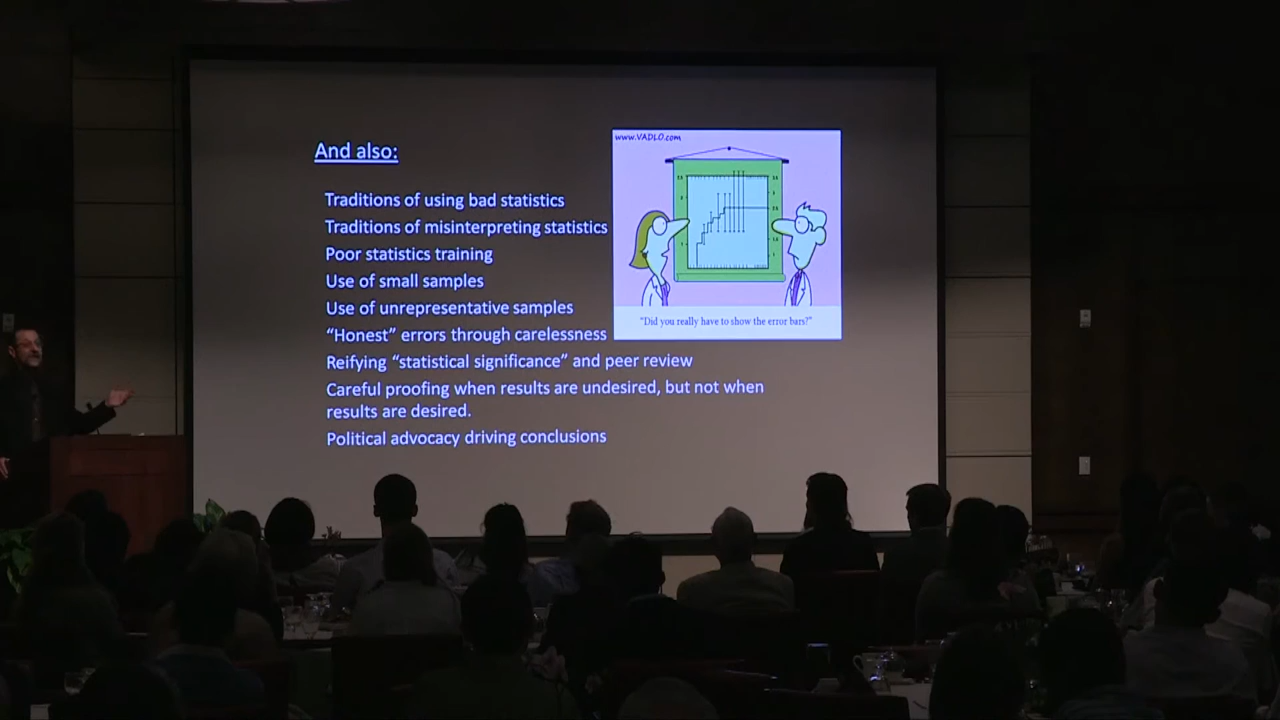 And also:
Traditions of using bad statistics
Traditions of misinterpreting statistics
Poor statistics training
Use of small samples
Use of unrepresentative samples
“Honest” errors through carelessness
Reifying “statistical significance” and peer review
Careful proofing when results are undesired, but not when
results are desired.
Political advocacy driving conclusions
www.VADLO.com
“Did you really have to show the error bars?”